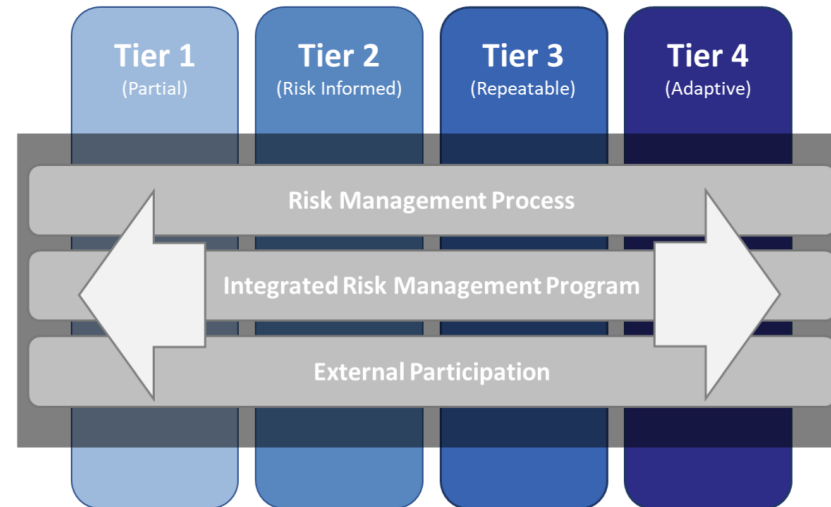 Tier 1
(Partial)
Tier 2
(Risk Informed)
Tier 3
(Repeatable)
Tier 4
(Adaptive)
Risk Management Process
Integrated Risk Management Program
External Participation